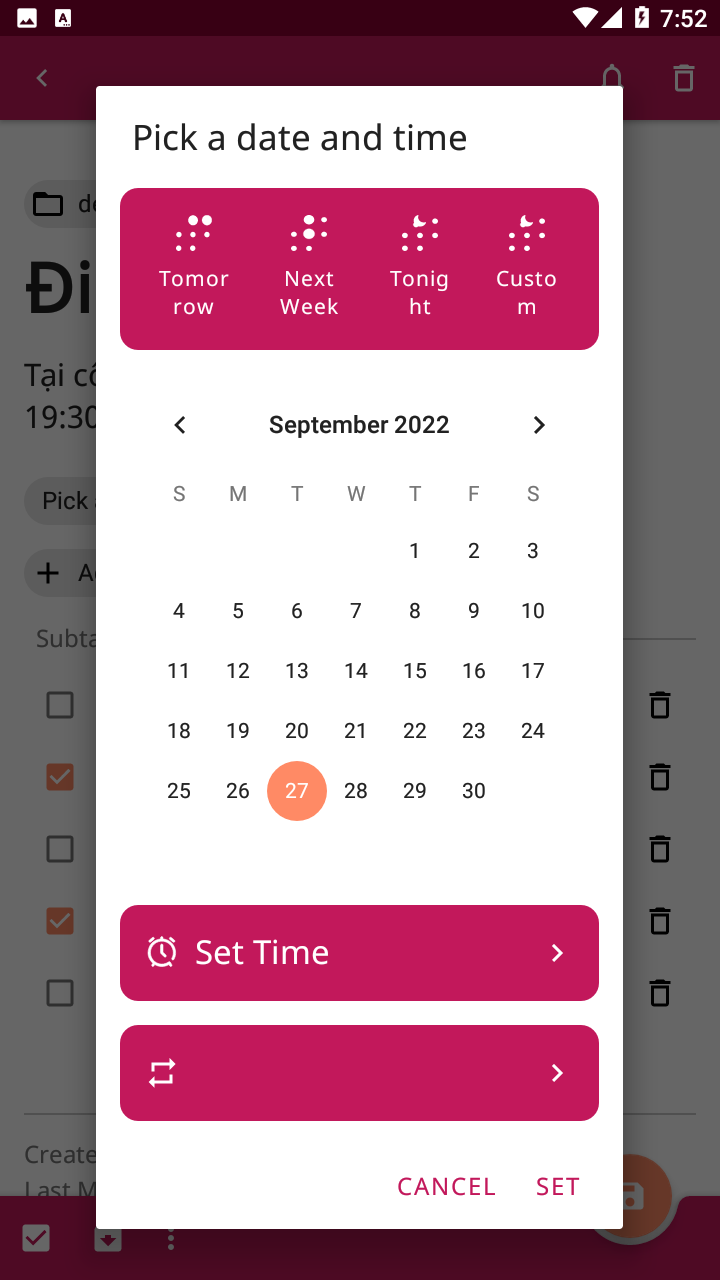 7:52
Pick a date and time
Tomor
row
Next
Week
Tonig
ht
Custo
m
Đi
Tại
19:30
September 2022
S M T W T F S
1 2 3
4 5 6 7 8 9 10
11 12 13 14 15 16 17
18 19 20 21 22 23 24
25 26 27 28 29 30
Pick
Subta
Set Time
Create
Last M
CANCEL SET